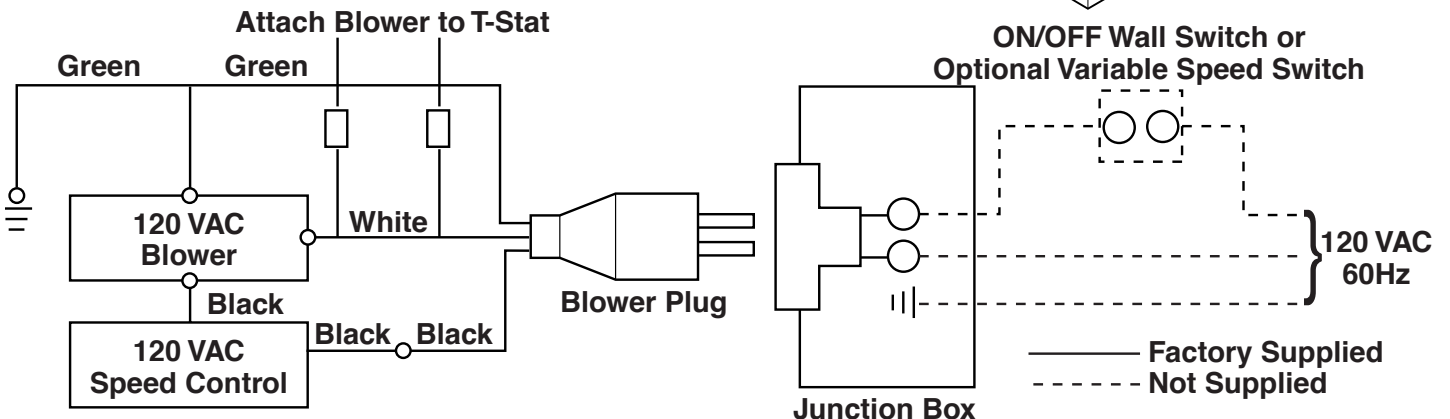 Attach Blower to T-Stat
Green
Green
ON/OFF Wall Switch or
Optional Variable Speed Switch
120 VAC
Blower
White
Black
120 VAC
Speed Control
Black
Black
Blower Plug
Junction Box
120 VAC
60Hz
Factory Supplied
Not Supplied